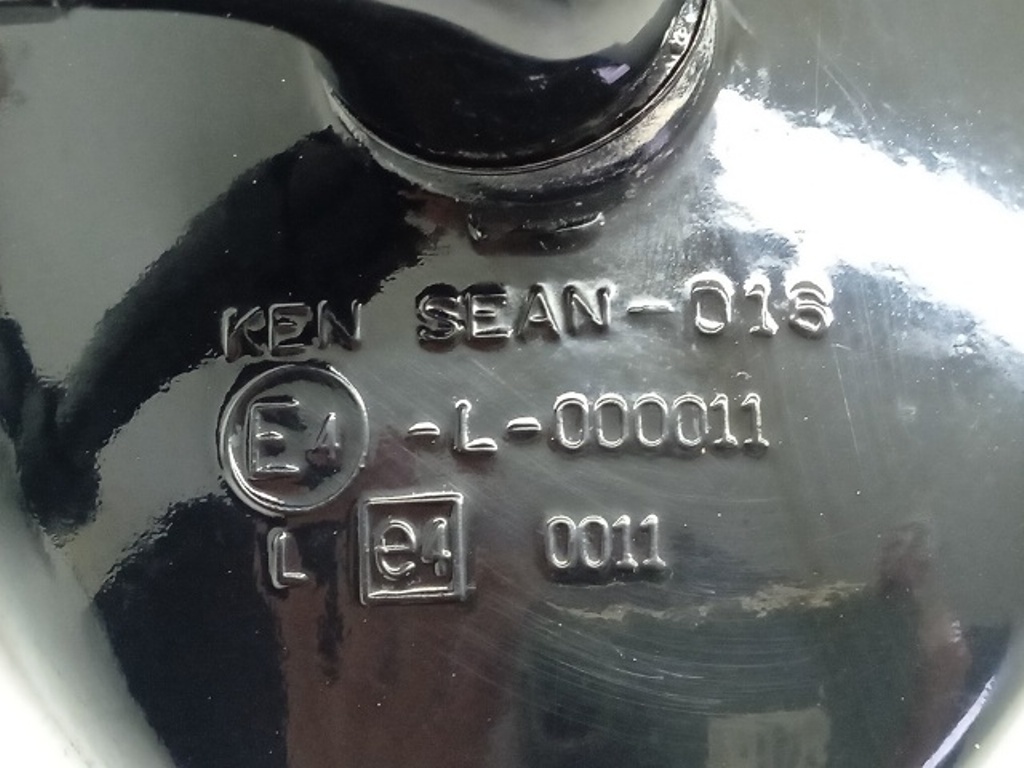 KEN SEAN-016
E4 -L-000011
L e4 0011